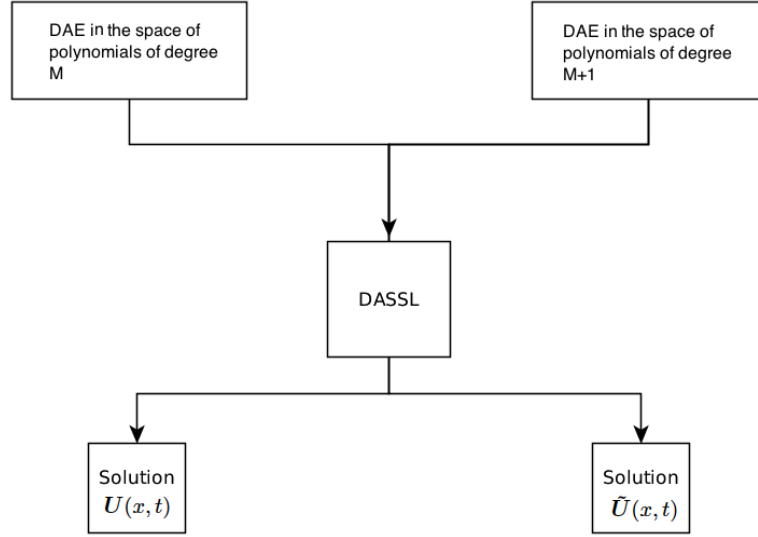 DAE in the space of
polynomials of degree
M
DAE in the space of
polynomials of degree
M+1
DASSL
Solution
U(x, t)
Solution
Ũ(x, t)